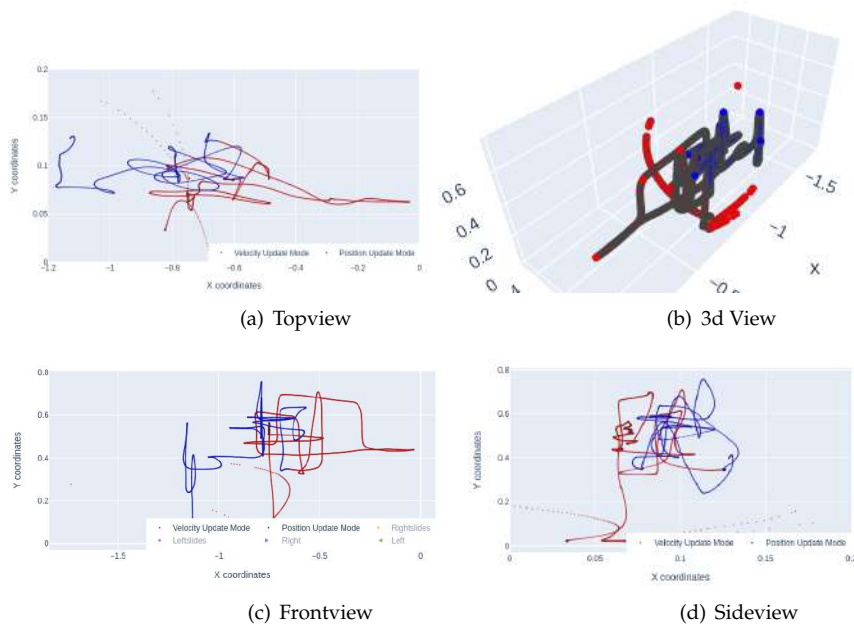 0.2
0.15
0.1
0.05
0
Y coordinates
−1.2 −1 −0.8 −0.6 −0.4 −0.2 0
Velocity Update Mode Position Update Mode
X coordinates
(a) Topview
0.6
0.4
0.2
0
−1.5
−1
X
(b) 3d View
0.8
0.6
0.4
0.2
0
Y coordinates
Velocity Update Mode Position Update Mode Rightslides
Leftslides Right Left
−1.5 −1 −0.5 0
X coordinates
(c) Frontview
0.8
0.6
0.4
0.2
0
Y coordinates
Velocity Update Mode Position Update Mode
0 0.05 0.1 0.15
X coordinates
(d) Sideview